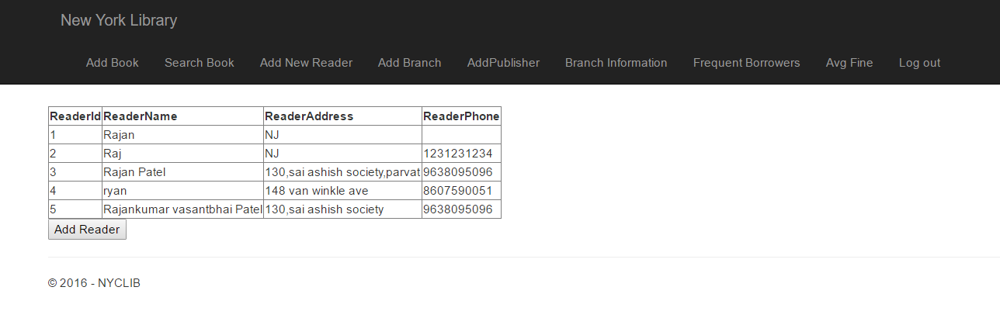 New York Library
Add Book Search Book Add New Reader Add Branch AddPublisher Branch Information Frequent Borrowers Avg Fine Log out
ReaderId ReaderName ReaderAddress ReaderPhone
1 Rajan NJ
2 Raj NJ 1231231234
3 Rajan Patel 130,sai ashish society,parvat 9638095096
4 ryan 148 van winkle ave 8607590051
5 Rajankumar vasantbhai Patel 130,sai ashish society 9638095096
Add Reader
© 2016 - NYCLIB